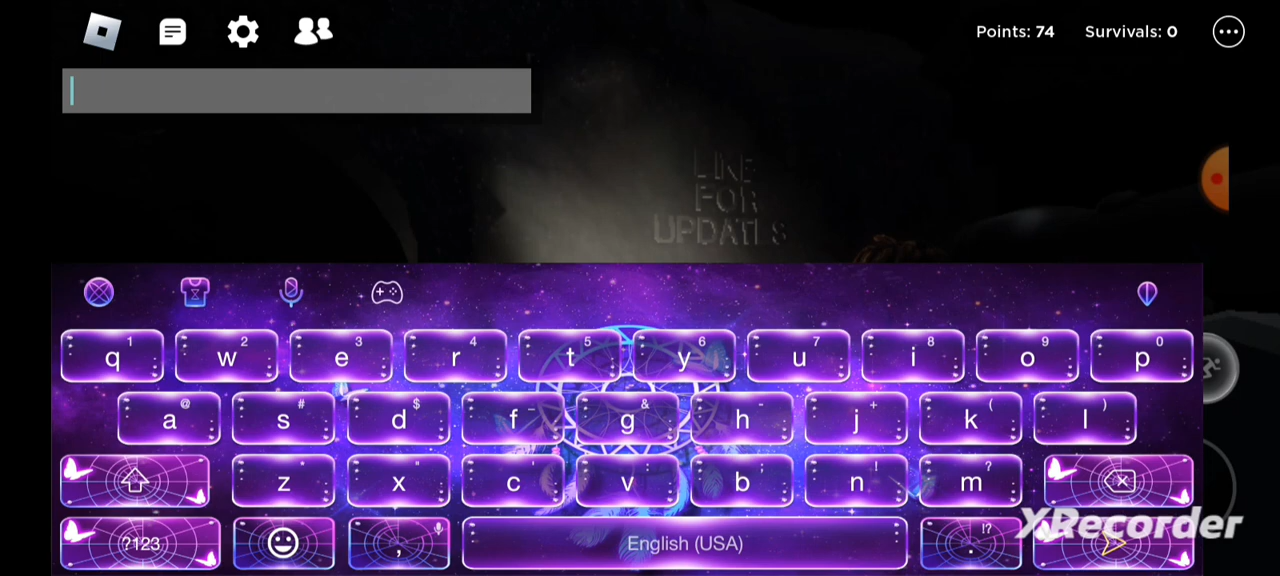 Points: 74 Survivals: 0
LIKE
FOR
UPDATES
1 2 3 4 5 6 7 8 9 0
q w e r t y u i o p
@ # $ _ & - + ( )
a s d f g h j k l
* " ' : ; ! ?
z x c v b n m
?123 , English (USA) . !?
XRecorder